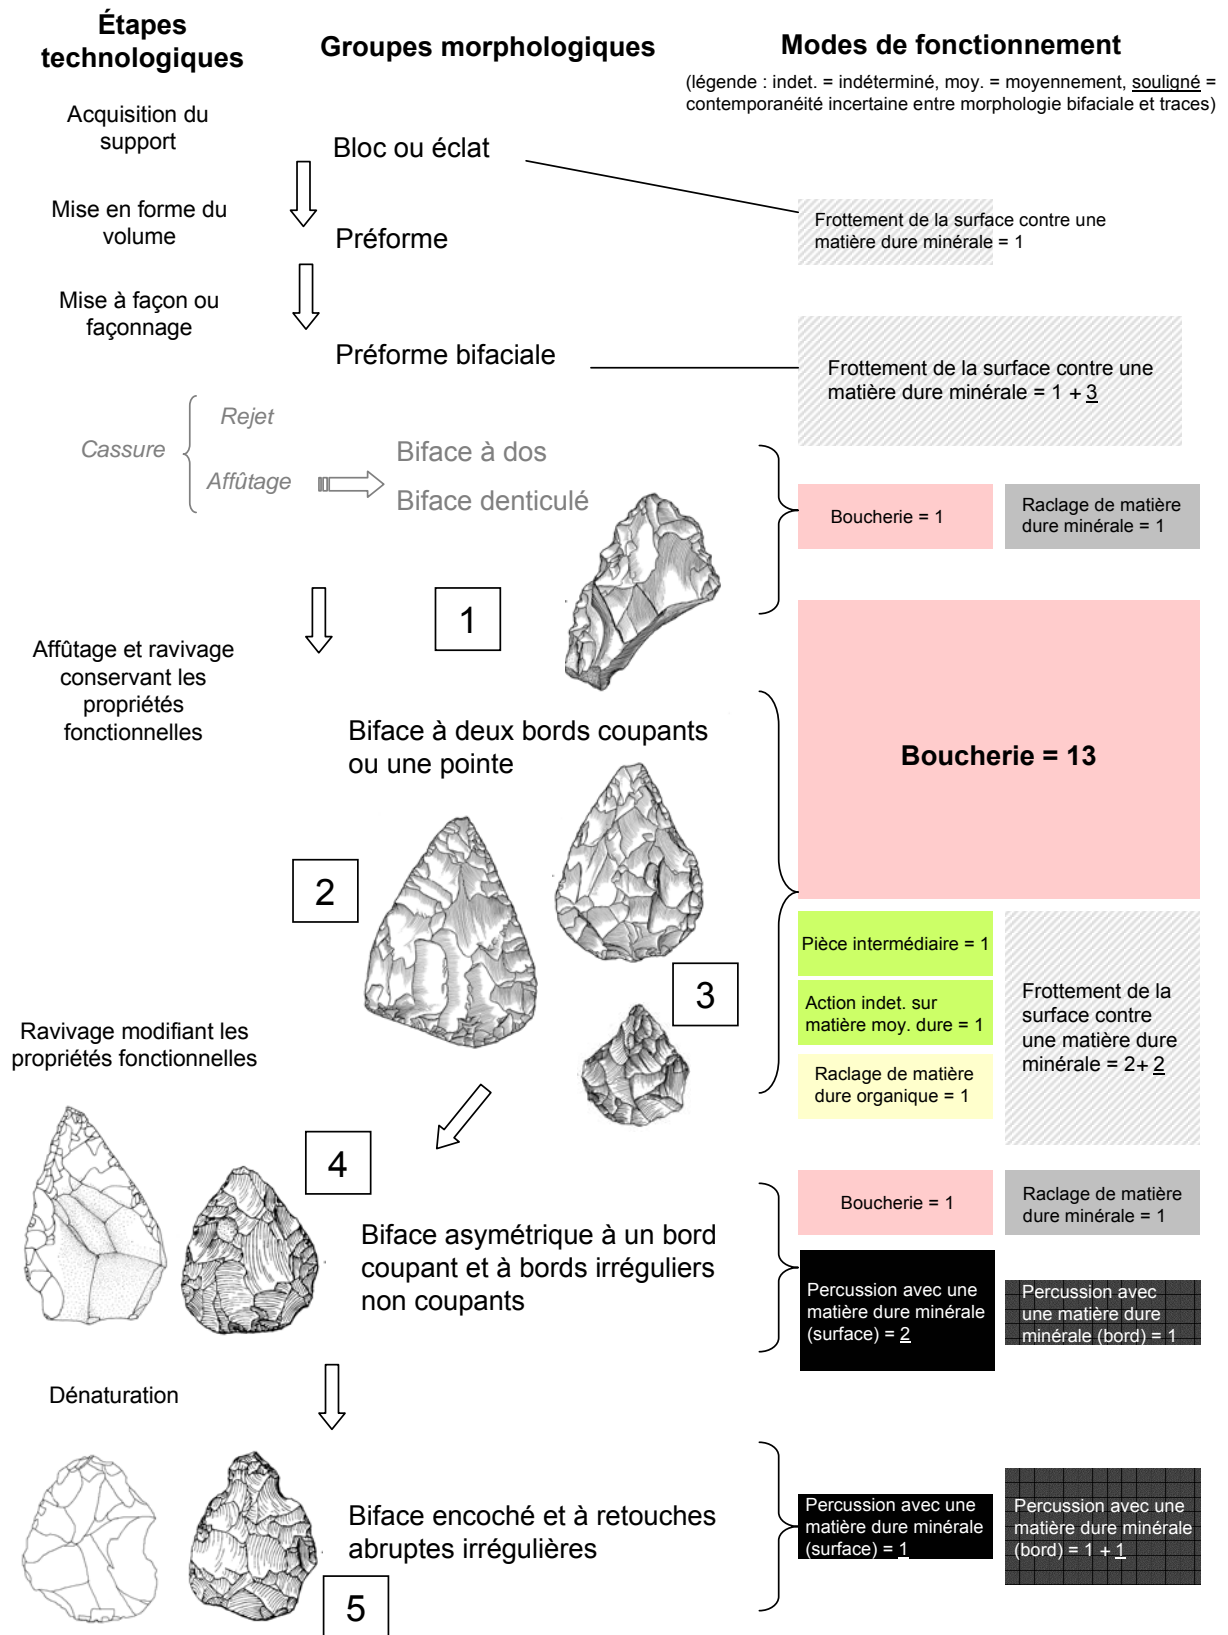 Étapes
technologiques
Groupes morphologiques
Modes de fonctionnement
(légende : indet. = indéterminé, moy. = moyennement, souligné =
contemporanéité incertaine entre morphologie bifaciale et traces)
Acquisition du
support
Bloc ou éclat
Mise en forme du
volume
Préforme
Frottement de la surface contre une
matière dure minérale = 1
Mise à façon ou
façonnage
Préforme bifaciale
Frottement de la surface contre une
matière dure minérale = 1 + 3
Cassure
Rejet
Affûtage
Biface à dos
Biface denticulé
Boucherie = 1
Raclage de matière
dure minérale = 1
1
Affûtage et ravivage
conservant les
propriétés
fonctionnelles
Biface à deux bords coupants
ou une pointe
Boucherie = 13
2
3
Pièce intermédiaire = 1
Action indet. sur
matière moy. dure = 1
Raclage de matière
dure organique = 1
Frottement de la
surface contre
une matière dure
minérale = 2+ 2
Ravivage modifiant les
propriétés fonctionnelles
4
Biface asymétrique à un bord
coupant et à bords irréguliers
non coupants
Boucherie = 1
Raclage de matière
dure minérale = 1
Percussion avec une
matière dure minérale
(surface) = 2
Percussion avec
une matière dure
minérale (bord) = 1
Dénaturation
Biface encoché et à retouches
abruptes irrégulières
5
Percussion avec une
matière dure minérale
(surface) = 1
Percussion avec une
matière dure minérale
(bord) = 1 + 1